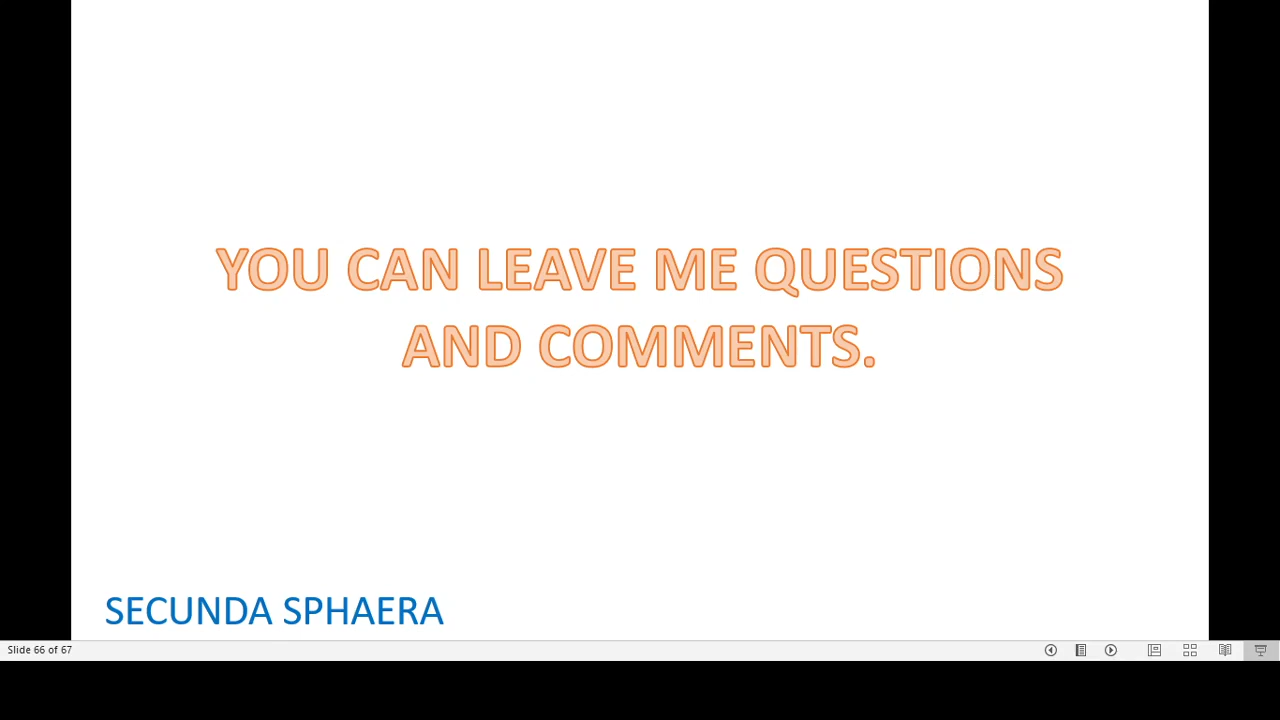 YOU CAN LEAVE ME QUESTIONS
AND COMMENTS.
SECUNDA SPHAERA
Slide 66 of 67